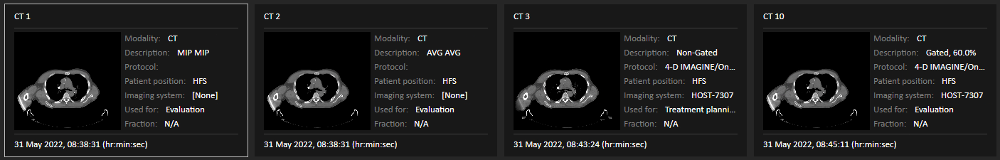 CT 1
Modality: CT
Description: MIP MIP
Protocol:
Patient position: HFS
Imaging system: [None]
Used for: Evaluation
Fraction: N/A
31 May 2022, 08:38:31 (hr:min:sec)
CT 2
Modality: CT
Description: AVG AVG
Protocol:
Patient position: HFS
Imaging system: [None]
Used for: Evaluation
Fraction: N/A
31 May 2022, 08:38:31 (hr:min:sec)
CT 3
Modality: CT
Description: Non-Gated
Protocol: 4-D IMAGINE/On...
Patient position: HFS
Imaging system: HOST-7307
Used for: Treatment planni...
Fraction: N/A
31 May 2022, 08:43:24 (hr:min:sec)
CT 10
Modality: CT
Description: Gated, 60.0%
Protocol: 4-D IMAGINE/On...
Patient position: HFS
Imaging system: HOST-7307
Used for: Evaluation
Fraction: N/A
31 May 2022, 08:45:11 (hr:min:sec)